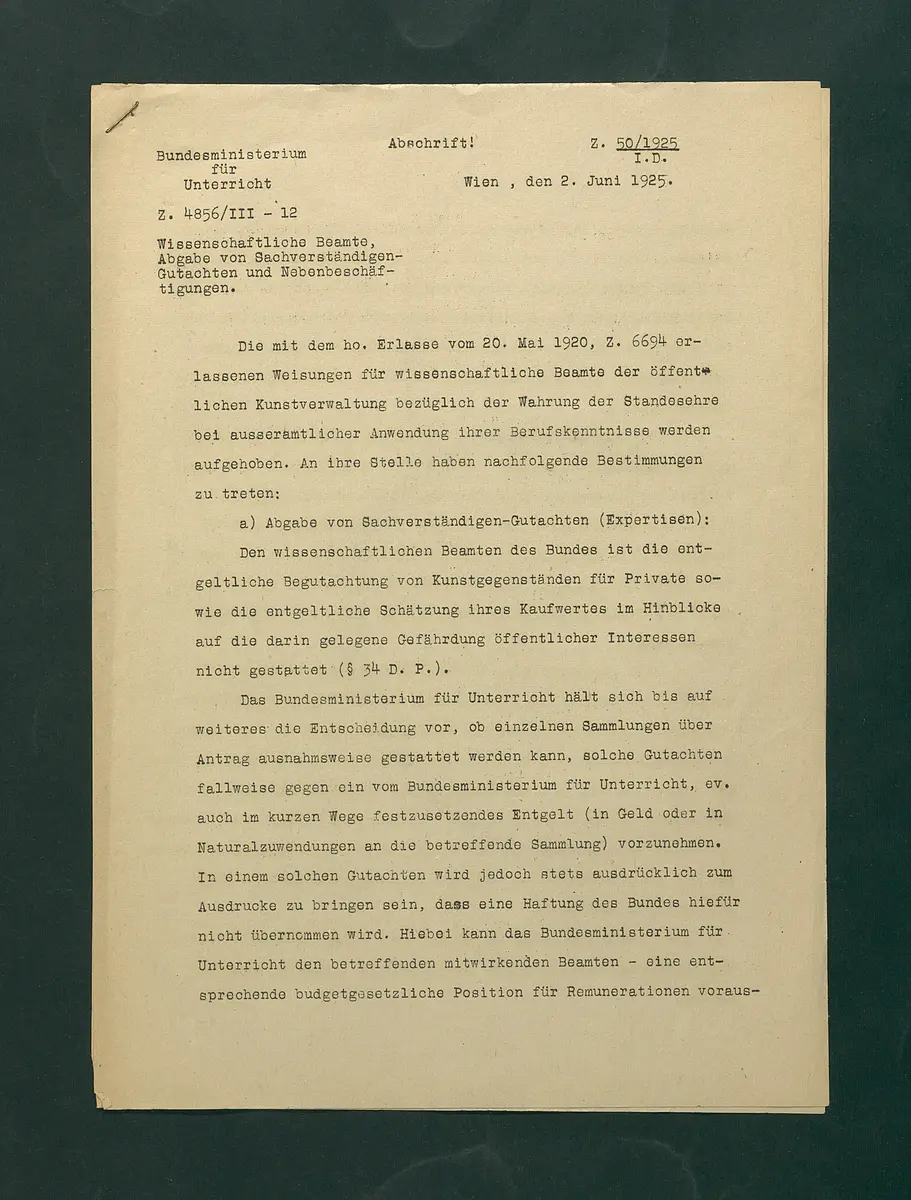 Abschrift!
Z. 50/1925
I.D.
Bundesministerium
für
Unterricht
Wien , den 2. Juni 1925.
Z. 4856/III - 12
Wissenschaftliche Beamte,
Abgabe von Sachverständigen-
Gutachten und Nebenbeschäf-
tigungen.
Die mit dem ho. Erlasse vom 20. Mai 1920, Z. 6694 er-
lassenen Weisungen für wissenschaftliche Beamte der öffent-
lichen Kunstverwaltung bezüglich der Wahrung der Standesehre
bei ausserämtlicher Anwendung ihrer Berufskenntnisse werden
aufgehoben. An ihre Stelle haben nachfolgende Bestimmungen
zu treten:
a) Abgabe von Sachverständigen-Gutachten (Expertisen):
Den wissenschaftlichen Beamten des Bundes ist die ent-
geltliche Begutachtung von Kunstgegenständen für Private so-
wie die entgeltliche Schätzung ihres Kaufwertes im Hinblicke
auf die darin gelegene Gefährdung öffentlicher Interessen
nicht gestattet (§ 34 D. P.).
Das Bundesministerium für Unterricht hält sich bis auf
weiteres die Entscheidung vor, ob einzelnen Sammlungen über
Antrag ausnahmsweise gestattet werden kann, solche Gutachten
fallweise gegen ein vom Bundesministerium für Unterricht, ev.
auch im kurzen Wege festzusetzendes Entgelt (in Geld oder in
Naturalzuwendungen an die betreffende Sammlung) vorzunehmen.
In einem solchen Gutachten wird jedoch stets ausdrücklich zum
Ausdrucke zu bringen sein, dass eine Haftung des Bundes hiefür
nicht übernommen wird. Hiebei kann das Bundesministerium für
Unterricht den betreffenden mitwirkenden Beamten - eine ent-
sprechende budgetgesetzliche Position für Remunerationen voraus-